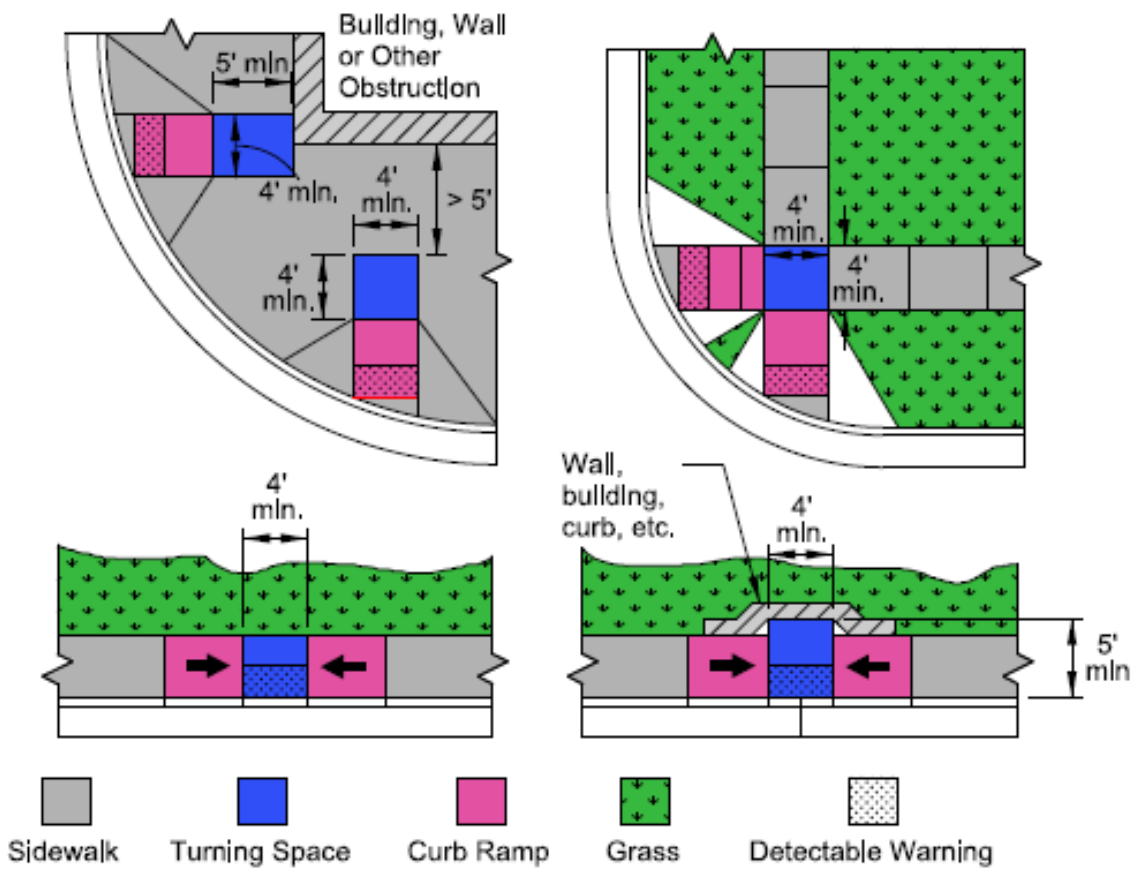 Building, Wall
or Other
Obstruction
5' min.
4' min.
4'
min.
> 5'
4'
min.
4'
min.
4'
min.
Wall,
building,
curb, etc.
4'
min.
4'
min.
5'
min
Sidewalk
Turning Space
Curb Ramp
Grass
Detectable Warning